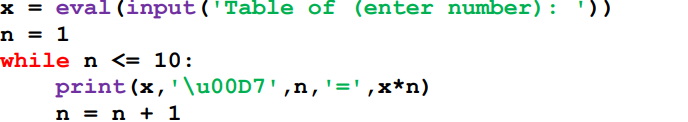 x = eval(input('Table of (enter number): '))
n = 1
while n <= 10:
    print(x,'\u00D7',n,'=',x*n)
    n = n + 1